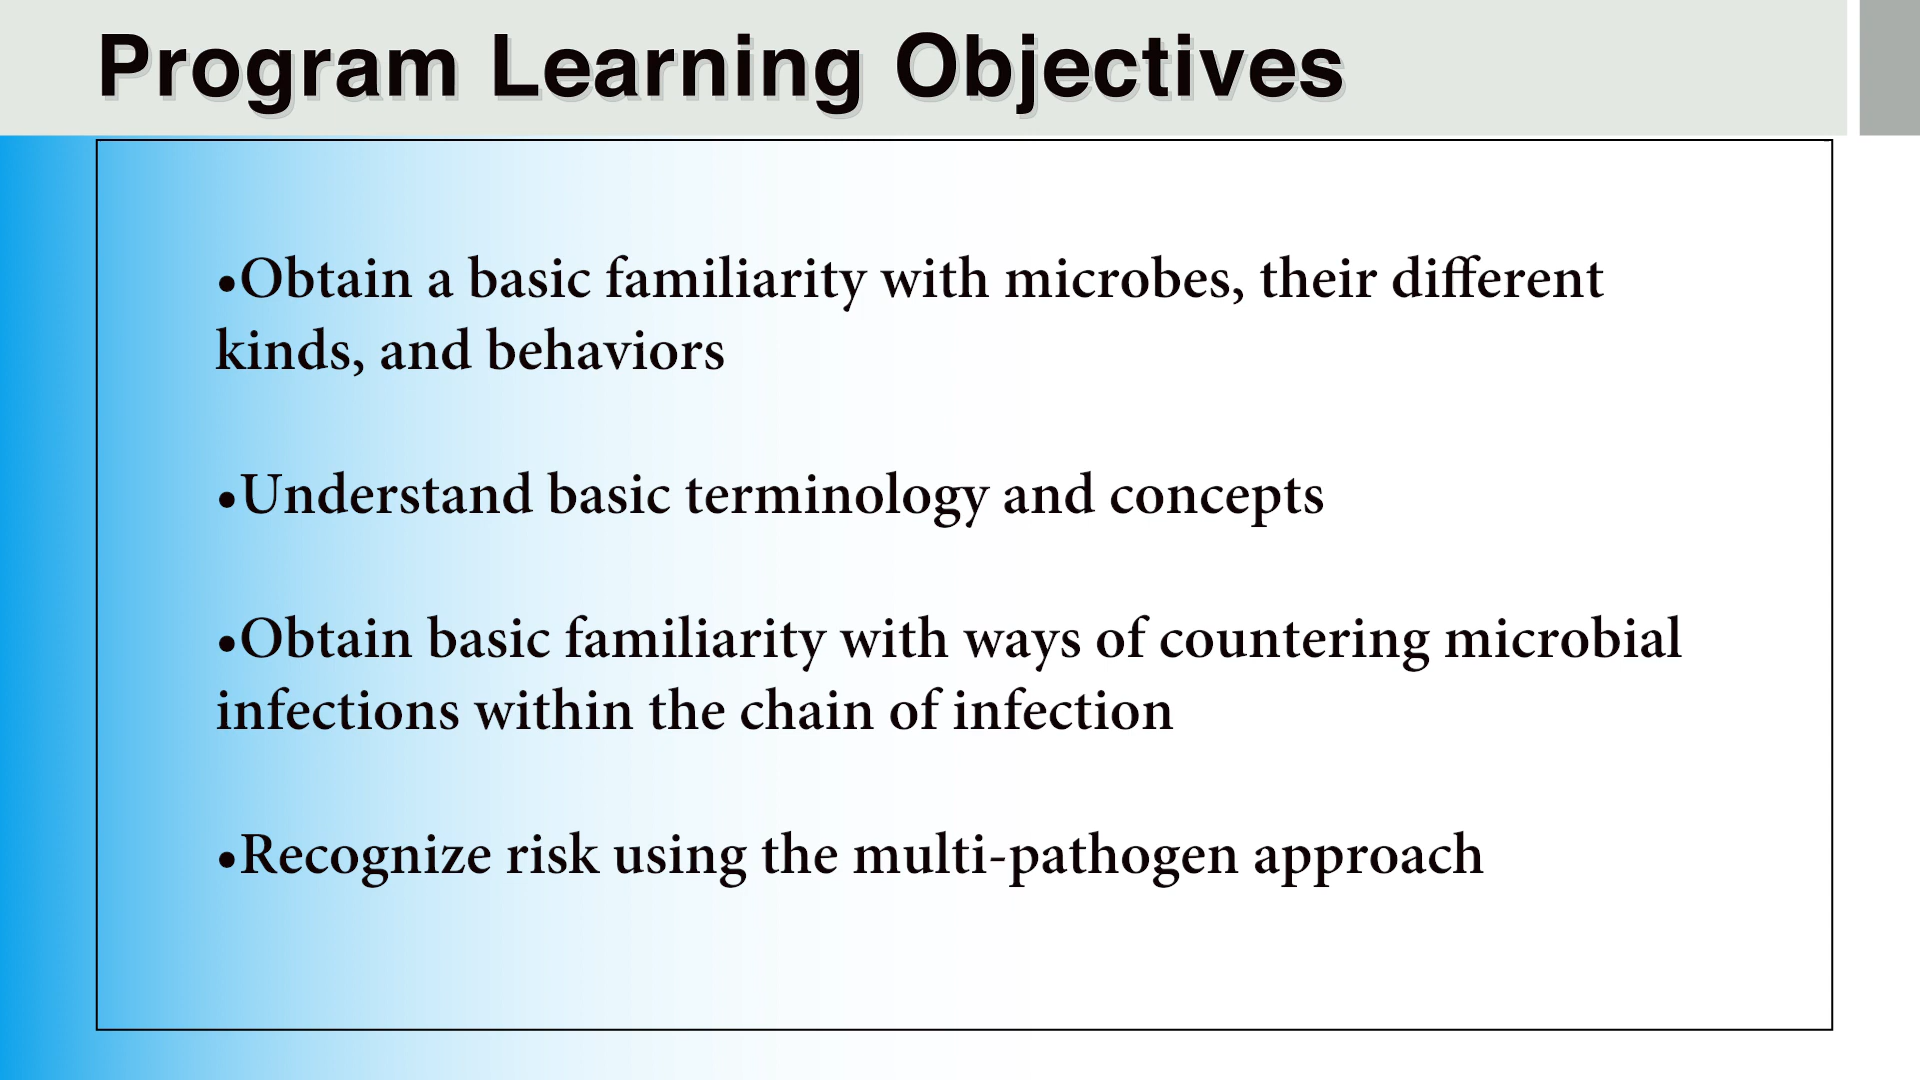 Program Learning Objectives
•Obtain a basic familiarity with microbes, their different
kinds, and behaviors
•Understand basic terminology and concepts
•Obtain basic familiarity with ways of countering microbial
infections within the chain of infection
•Recognize risk using the multi-pathogen approach